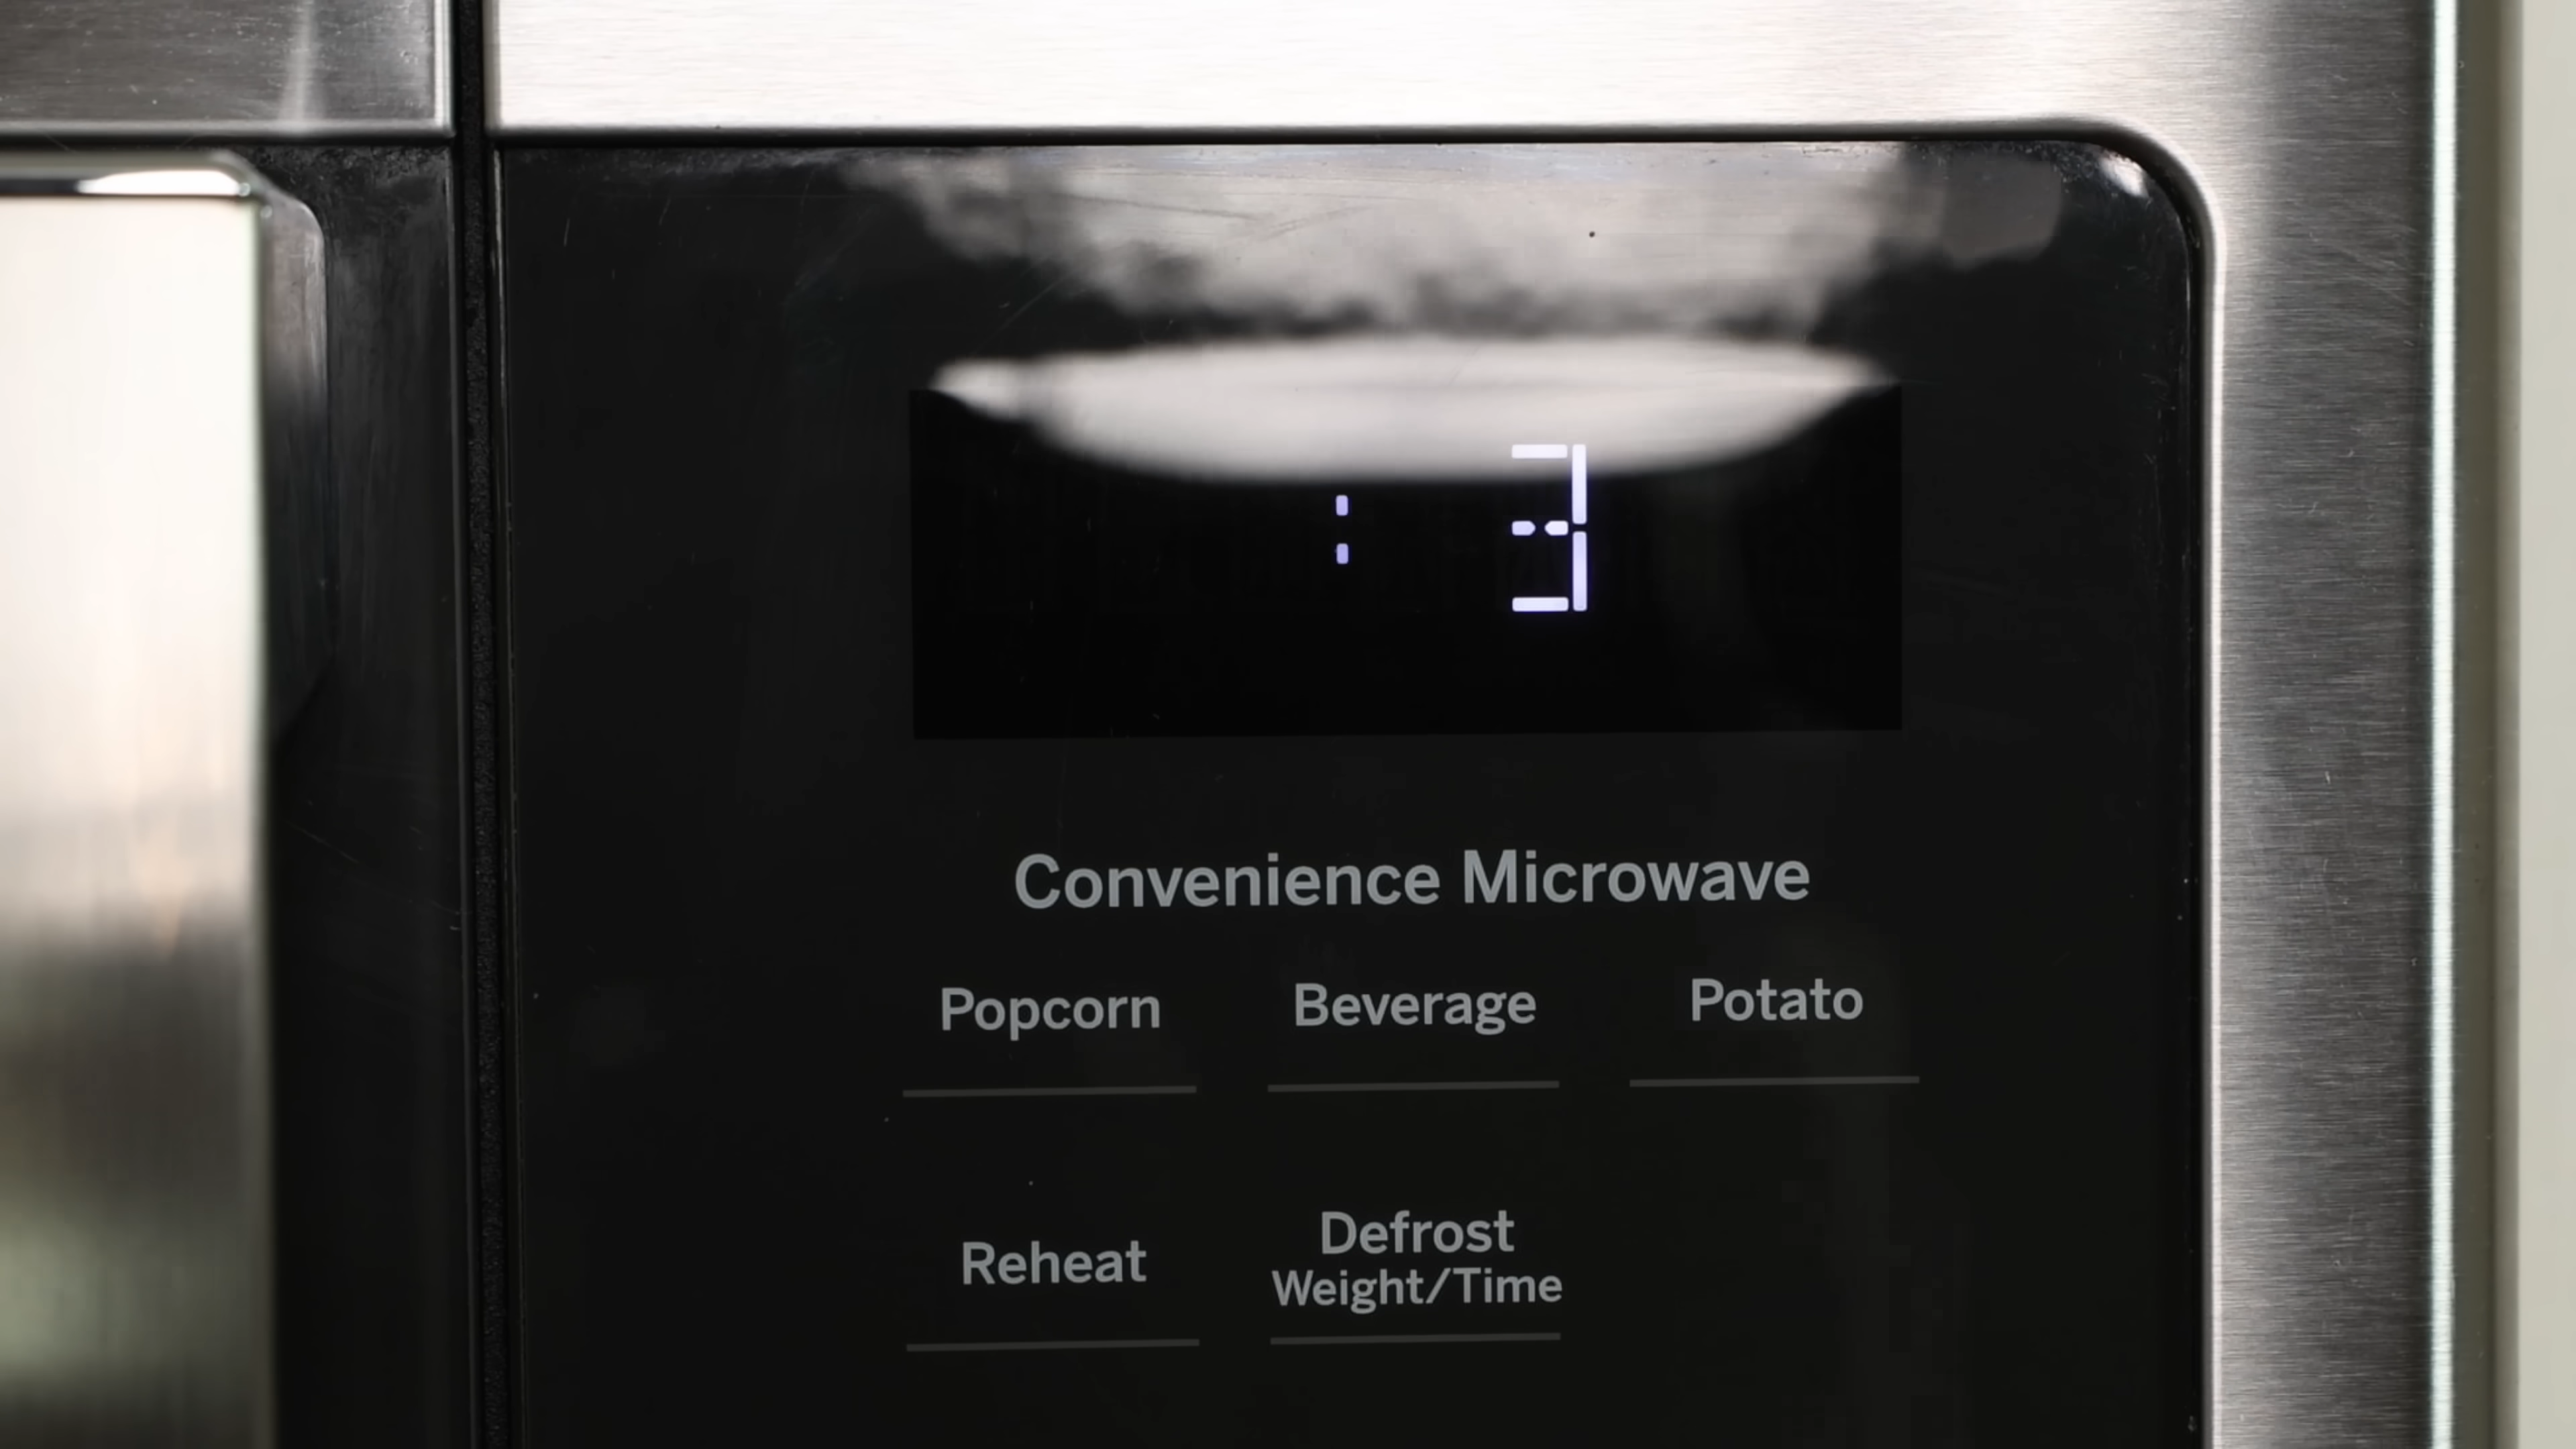 : 3
Convenience Microwave
Popcorn Beverage Potato
Reheat Defrost
Weight/Time